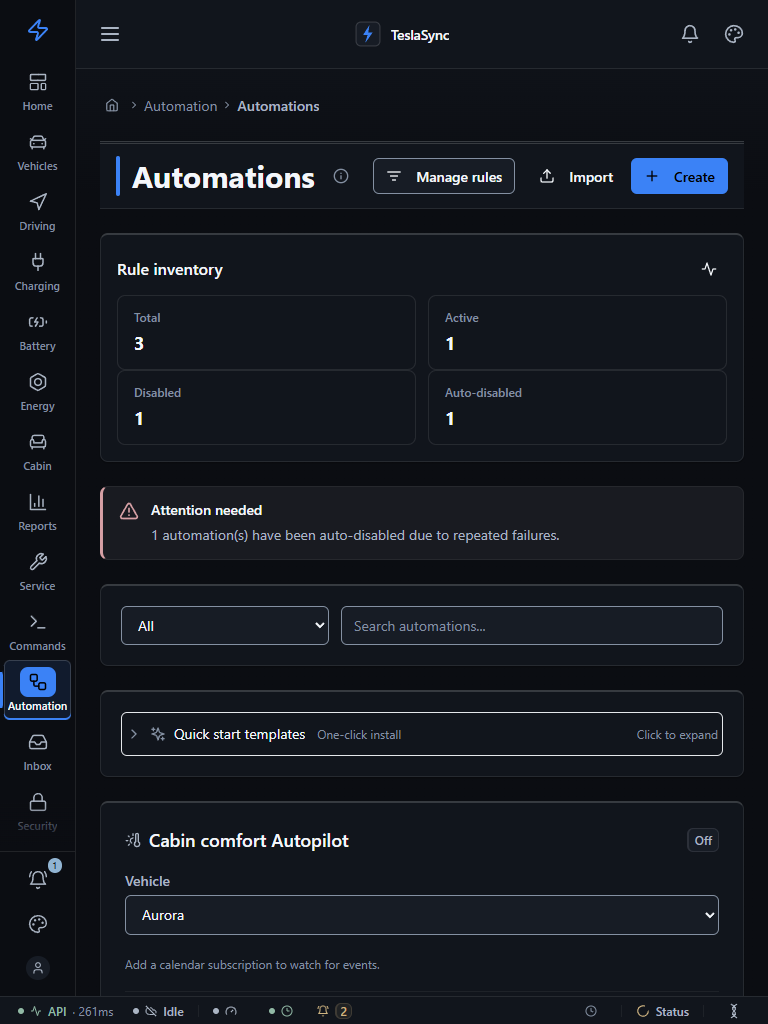 TeslaSync
Home
Vehicles
Driving
Charging
Battery
Energy
Cabin
Reports
Service
Commands
Automation
Inbox
Security
1
Automation
Automations
Automations
Manage rules
Import
Create
Rule inventory
Total
3
Active
1
Disabled
1
Auto-disabled
1
Attention needed
1 automation(s) have been auto-disabled due to repeated failures.
All
Search automations...
Quick start templates One-click install Click to expand
Cabin comfort Autopilot
Off
Vehicle
Aurora
Add a calendar subscription to watch for events.
API · 261ms
Idle
2
Status